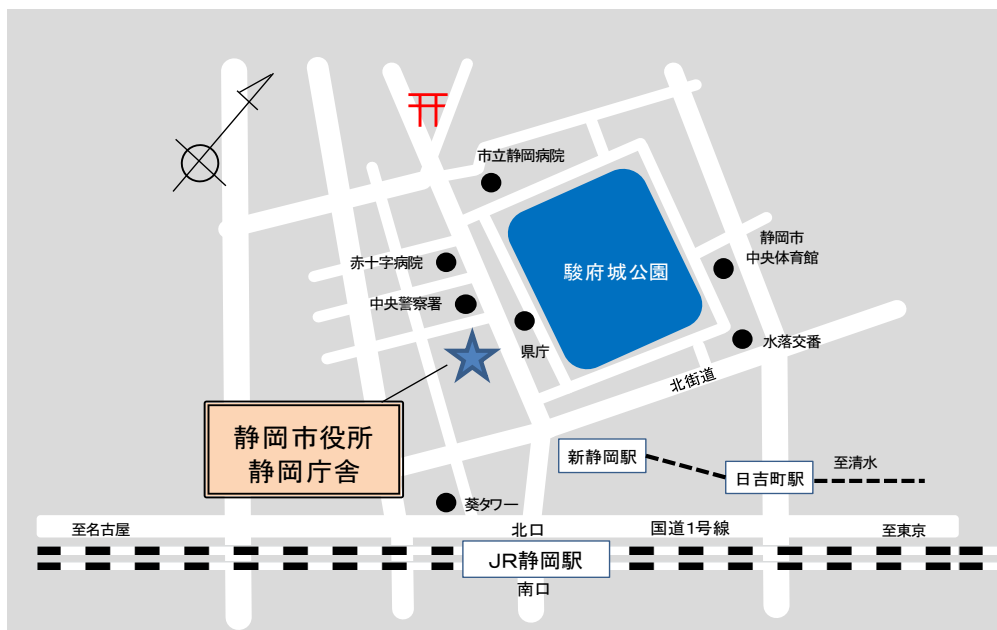 市立静岡病院
静岡市
中央体育館
赤十字病院
駿府城公園
中央警察署
県庁
水落交番
北街道
静岡市役所
静岡庁舎
新静岡駅
日吉町駅
至清水
葵タワー
至名古屋
北口
国道1号線
至東京
JR静岡駅
南口